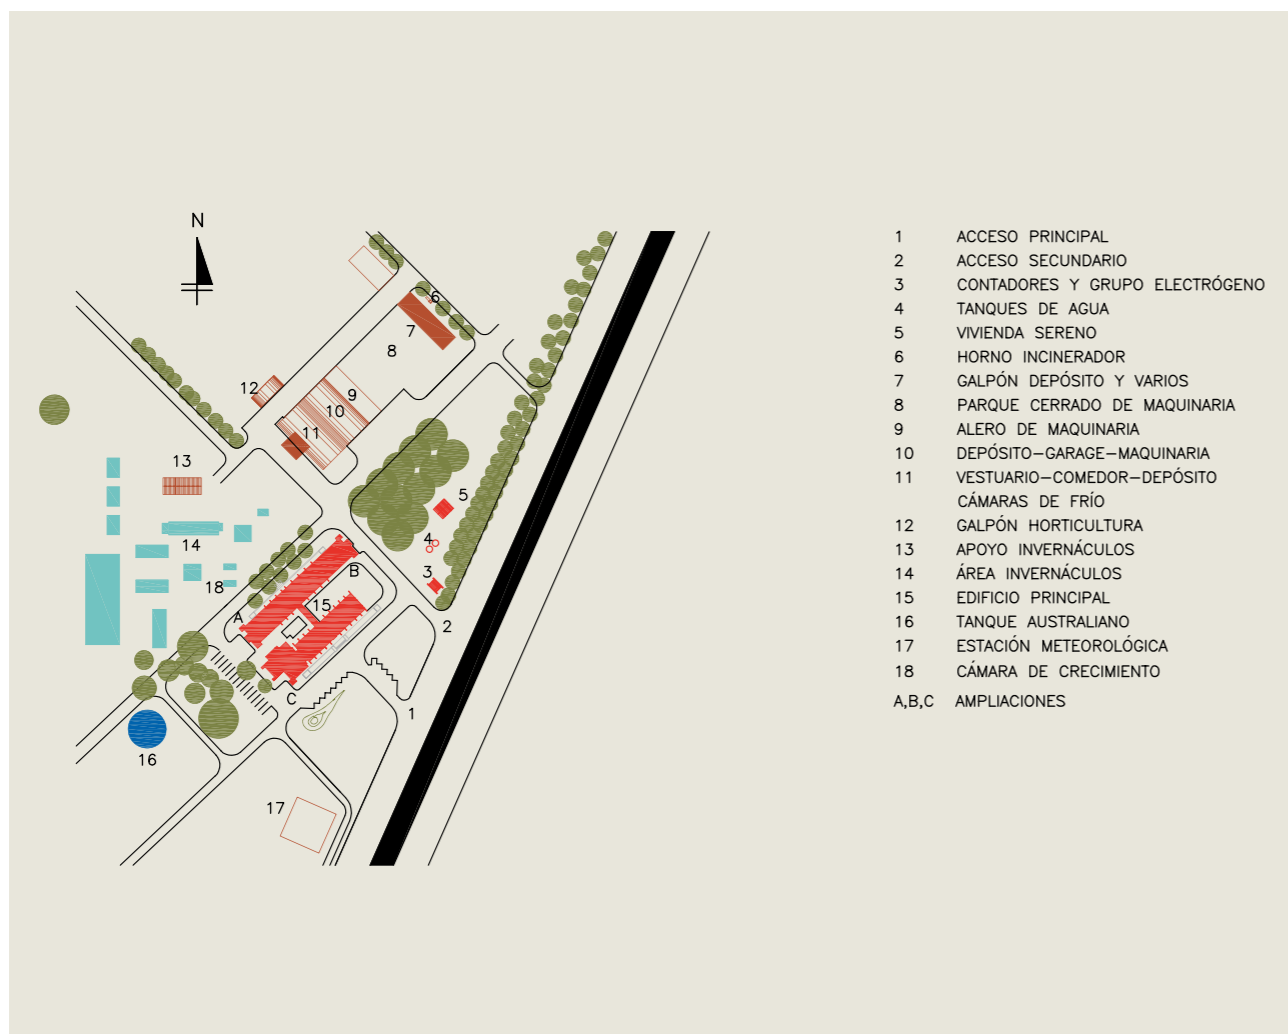 N
6
7
8
12
9
10
11
13
5
14
4
3
B
18
15
A
2
C
1
16
17
1 ACCESO PRINCIPAL
2 ACCESO SECUNDARIO
3 CONTADORES Y GRUPO ELECTRÓGENO
4 TANQUES DE AGUA
5 VIVIENDA SERENO
6 HORNO INCINERADOR
7 GALPÓN DEPÓSITO Y VARIOS
8 PARQUE CERRADO DE MAQUINARIA
9 ALERO DE MAQUINARIA
10 DEPÓSITO-GARAGE-MAQUINARIA
11 VESTUARIO-COMEDOR-DEPÓSITO
CÁMARAS DE FRÍO
12 GALPÓN HORTICULTURA
13 APOYO INVERNÁCULOS
14 ÁREA INVERNÁCULOS
15 EDIFICIO PRINCIPAL
16 TANQUE AUSTRALIANO
17 ESTACIÓN METEOROLÓGICA
18 CÁMARA DE CRECIMIENTO
A,B,C AMPLIACIONES